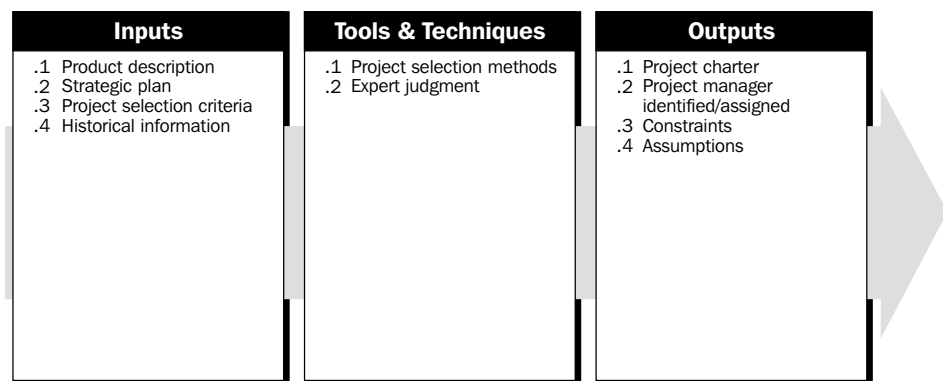 Inputs
.1 Product description
.2 Strategic plan
.3 Project selection criteria
.4 Historical information
Tools & Techniques
.1 Project selection methods
.2 Expert judgment
Outputs
.1 Project charter
.2 Project manager
identified/assigned
.3 Constraints
.4 Assumptions